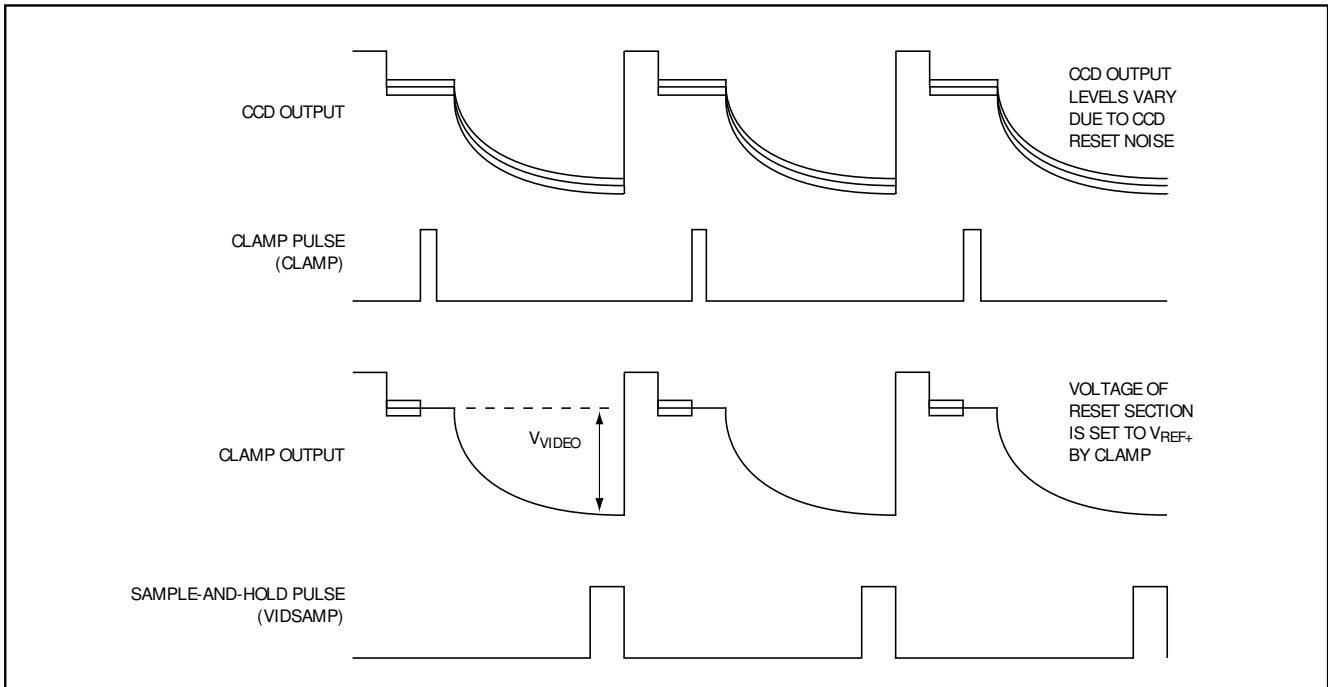 CCD OUTPUT
CCD OUTPUT
LEVELS VARY
DUE TO CCD
RESET NOISE
CLAMP PULSE
(CLAMP)
CLAMP OUTPUT
VVIDEO
VOLTAGE OF
RESET SECTION
IS SET TO VREF+
BY CLAMP
SAMPLE-AND-HOLD PULSE
(VIDSAMP)